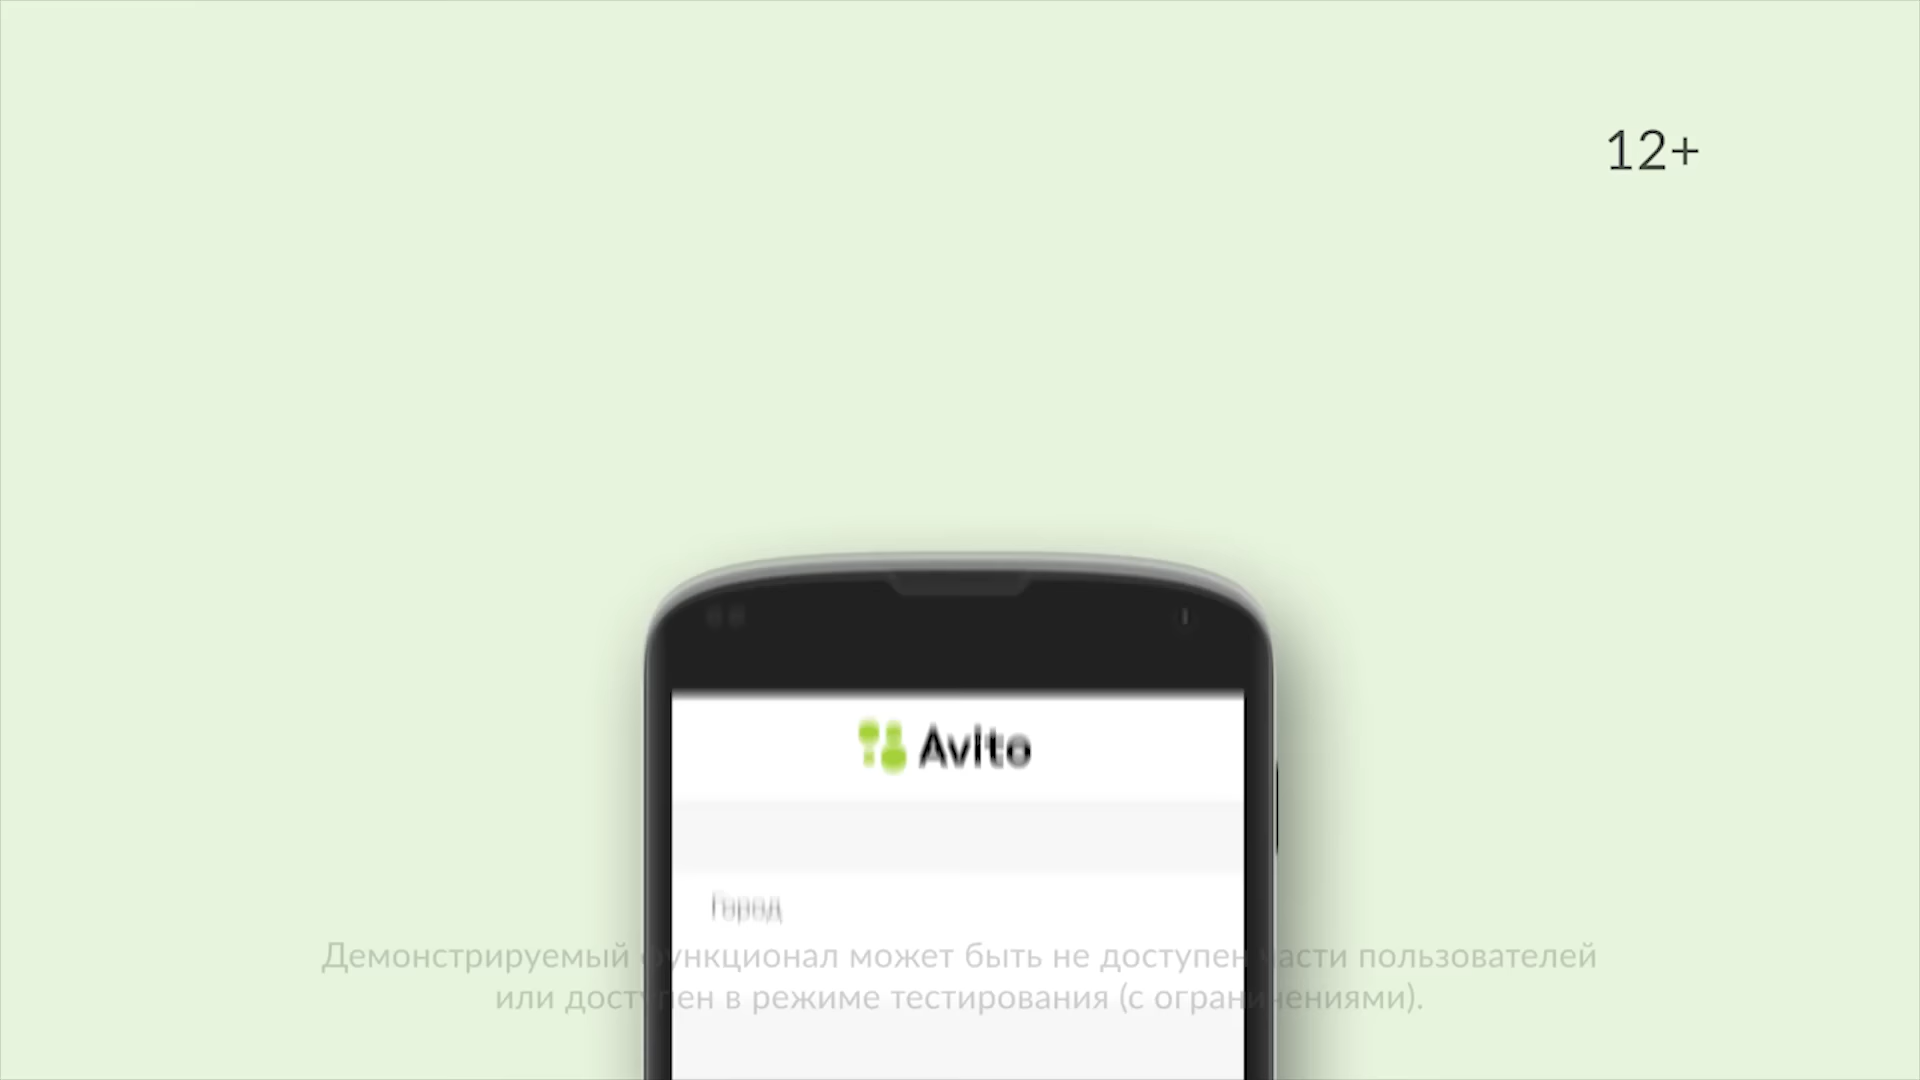 12+
Avito
Город
Демонстрируемый функционал может быть не доступен части пользователей
или доступен в режиме тестирования (с ограничениями).